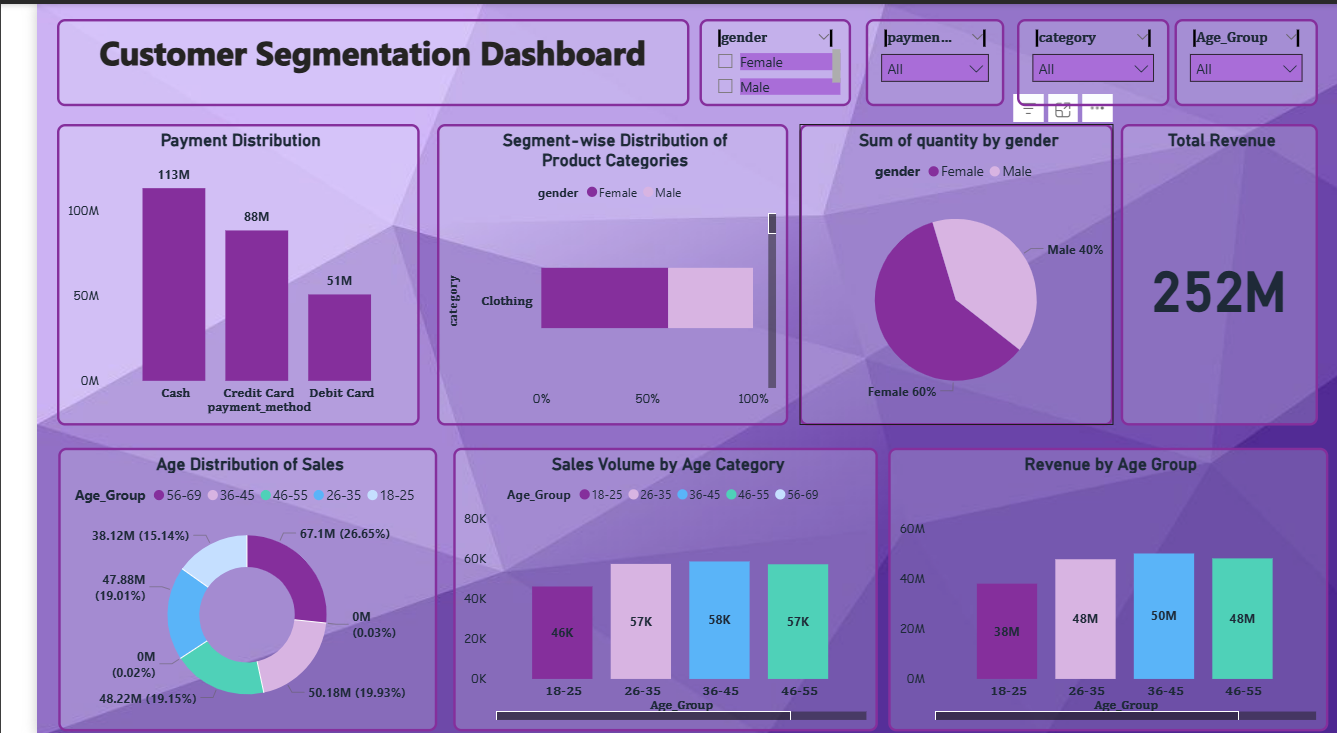 Customer Segmentation Dashboard
gender
Female
Male
paymen...
All
category
All
Age_Group
All
Payment Distribution
113M
88M
51M
100M
50M
0M
Cash
Credit Card
Debit Card
payment_method
Segment-wise Distribution of
Product Categories
gender Female Male
category
Clothing
0%
50%
100%
Sum of quantity by gender
gender Female Male
Male 40%
Female 60%
Total Revenue
252M
Age Distribution of Sales
Age_Group 56-69 36-45 46-55 26-35 18-25
38.12M (15.14%)
67.1M (26.65%)
47.88M
(19.01%)
0M
(0.03%)
0M
(0.02%)
50.18M (19.93%)
48.22M (19.15%)
Sales Volume by Age Category
Age_Group 18-25 26-35 36-45 46-55 56-69
80K
60K
40K
20K
0K
46K
57K
58K
57K
18-25
26-35
36-45
46-55
Age_Group
Revenue by Age Group
60M
40M
20M
0M
38M
48M
50M
48M
18-25
26-35
36-45
46-55
Age_Group